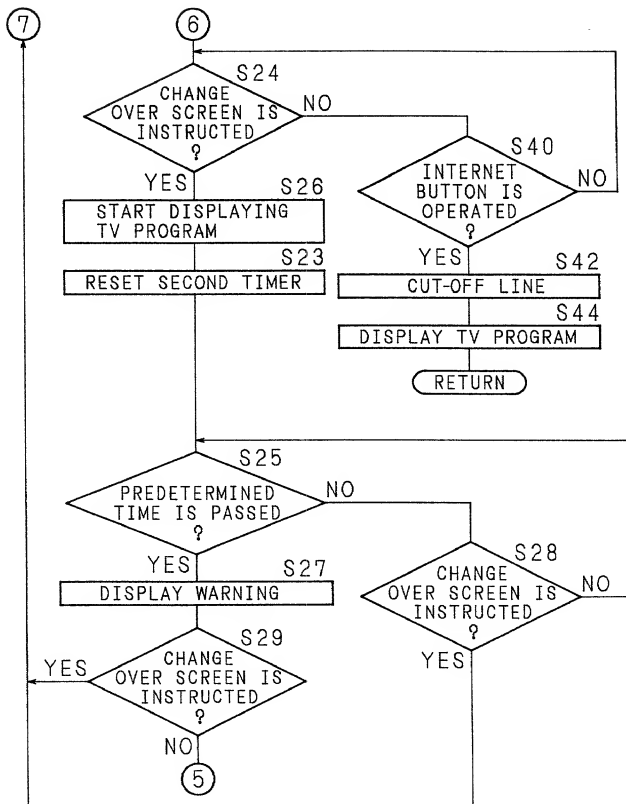 7
6
S24
CHANGE
OVER SCREEN IS
INSTRUCTED
?
NO
YES
S40
INTERNET
BUTTON IS
OPERATED
?
NO
YES
S26
START DISPLAYING
TV PROGRAM
S23
RESET SECOND TIMER
S42
CUT-OFF LINE
S44
DISPLAY TV PROGRAM
RETURN
S25
PREDETERMINED
TIME IS PASSED
?
NO
YES
S27
DISPLAY WARNING
S28
CHANGE
OVER SCREEN IS
INSTRUCTED
?
NO
YES
S29
CHANGE
OVER SCREEN IS
INSTRUCTED
?
YES
NO
5